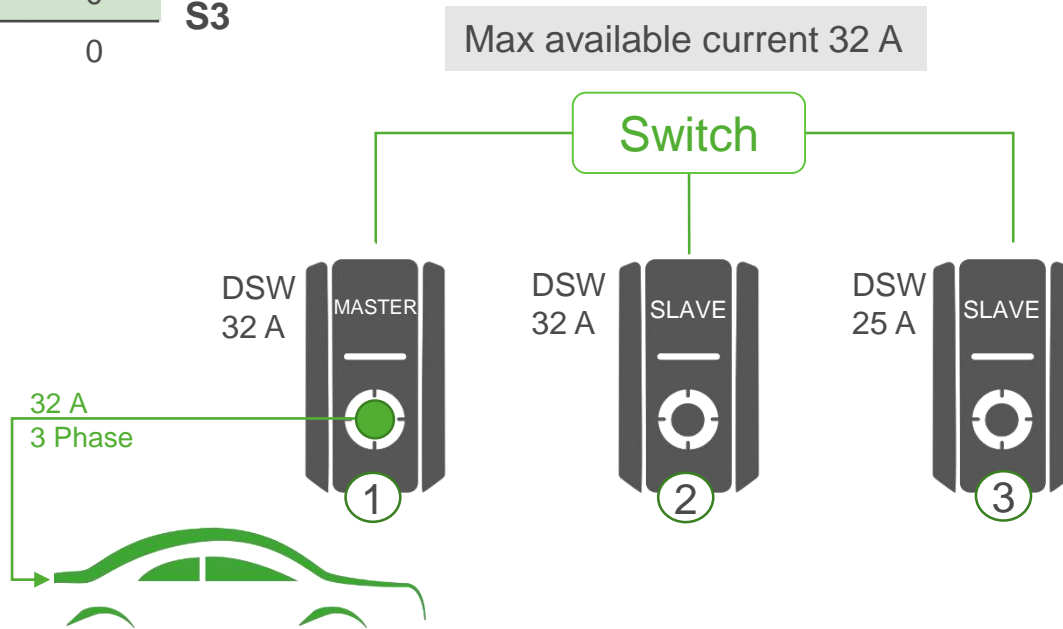 S3
0
Max available current 32 A
Switch
DSW
32 A
MASTER
DSW
32 A
SLAVE
DSW
25 A
SLAVE
32 A
3 Phase
1
2
3